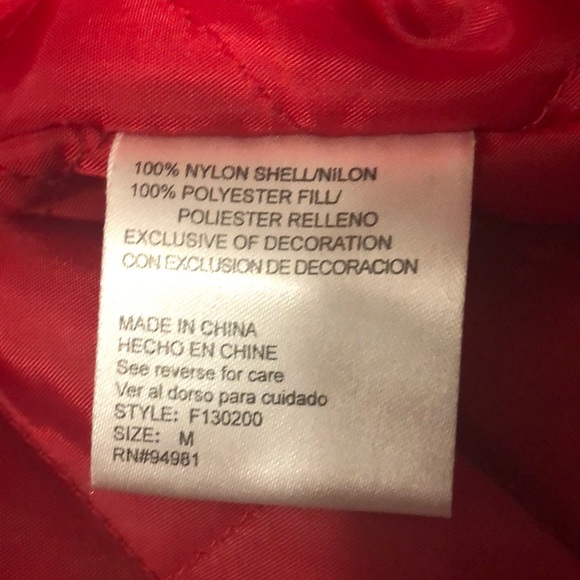 100% NYLON SHELL/NILON
100% POLYESTER FILL/
POLIESTER RELLENO
EXCLUSIVE OF DECORATION
CON EXCLUSION DE DECORACION
MADE IN CHINA
HECHO EN CHINE
See reverse for care
Ver al dorso para cuidado
STYLE: F130200
SIZE: M
RN#94981